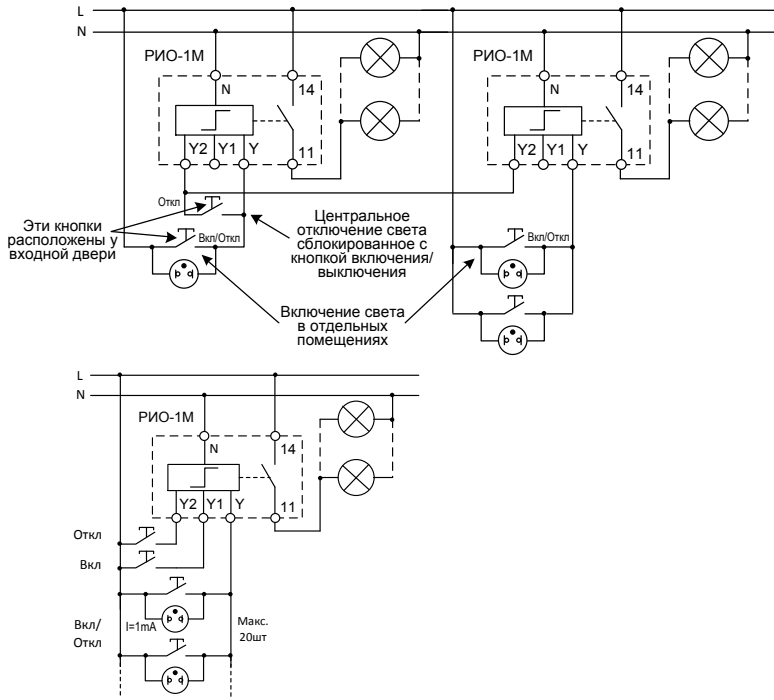 L
N
РИО-1М
РИО-1М
N
14
N
14
Y2 Y1 Y
11
Y2 Y1 Y
11
Откл
Эти кнопки
расположены у
входной двери
Вкл/Откл
Центральное
отключение света
сблокированное с
кнопкой включения/
выключения
Вкл/Откл
Включение света
в отдельных
помещениях
L
N
РИО-1М
N
14
Y2 Y1 Y
11
Откл
Вкл
Вкл/
Откл
I=1mA
Макс.
20шт